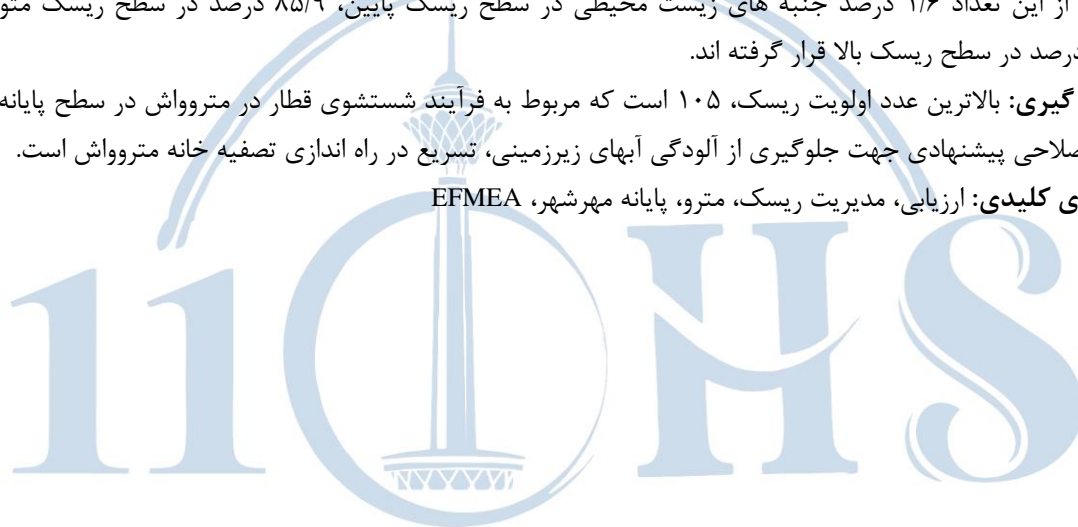 از این تعداد ۱/۶ درصد جنبه های زیست محیطی در سطح ریسک پایین، ۸۵/۹ درصد در سطح ریسک
درصد در سطح ریسک بالا قرار گرفته اند.
گیری: بالاترین عدد اولویت ریسک، ۱۰۵ است که مربوط به فرآیند شستشوی قطار در متروواش در سطح پایانه
پیشنهادی جهت جلوگیری از آلودگی آبهای زیرزمینی، تسریع در راه اندازی تصفیه خانه متروواش است.
کلیدی: ارزیابی، مدیریت ریسک، مترو، پایانه مهرشهر، EFMEA
11 OHS